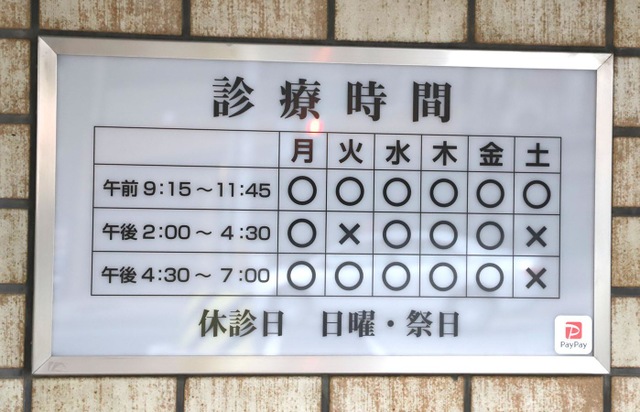 診療時間
月 火 水 木 金 土
午前 9:15～11:45 ○ ○ ○ ○ ○ ○
午後 2:00～ 4:30 ○ × ○ ○ ○ ×
午後 4:30～ 7:00 ○ ○ ○ ○ ○ ×
休診日 日曜・祭日
PayPay